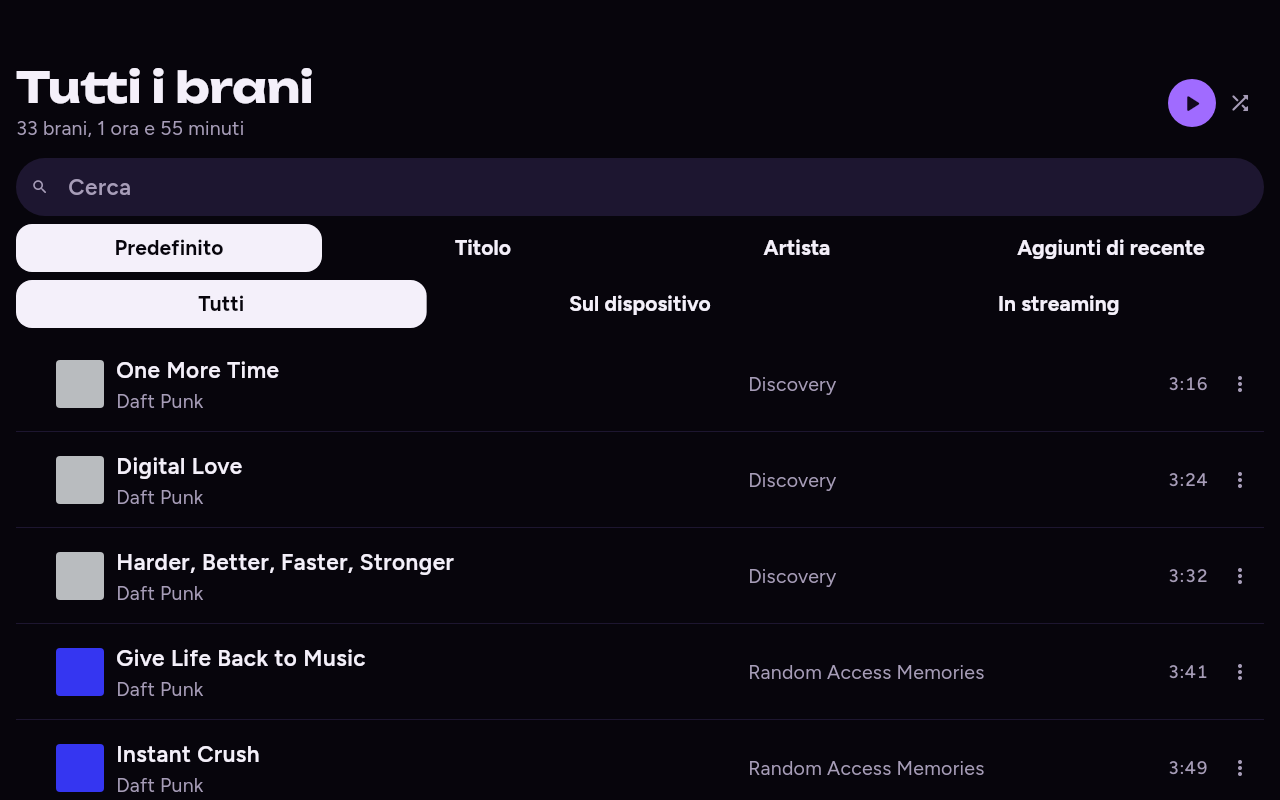 Tutti i brani
33 brani, 1 ora e 55 minuti
Cerca
Predefinito Titolo Artista Aggiunti di recente
Tutti Sul dispositivo In streaming
One More Time
Daft Punk
Discovery
3:16
Digital Love
Daft Punk
Discovery
3:24
Harder, Better, Faster, Stronger
Daft Punk
Discovery
3:32
Give Life Back to Music
Daft Punk
Random Access Memories
3:41
Instant Crush
Daft Punk
Random Access Memories
3:49